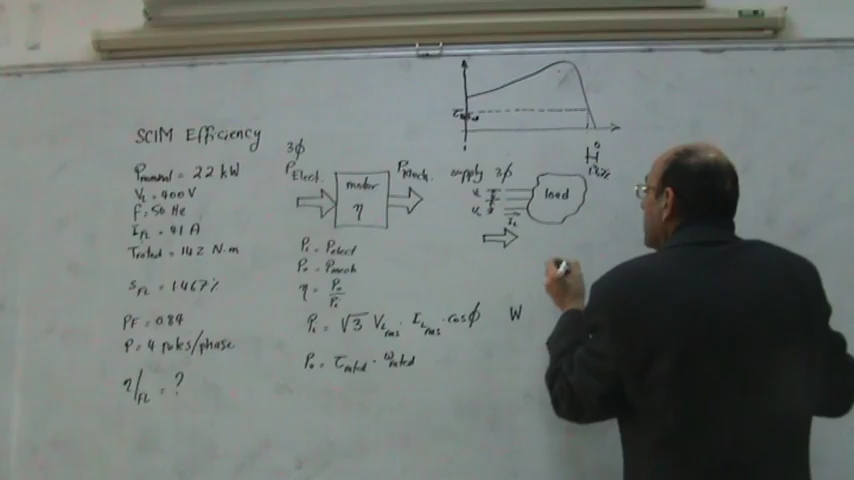 SCIM Efficiency
Pnominal = 22 kW
VL = 400 V
F = 50 Hz
IFL = 41 A
Trated = 142 N.m
sFL = 1.467%
PF = 0.84
P = 4 poles/phase
η/FL = ?
3ϕ
PElect.
motor
η
PMech.
Pi = Pelect
Po = Pmech
η = Po/Pi
Pi = √3 VLrms . ILrms . cosϕ W
Po = τrated . ωrated
supply 3ϕ
load
IL